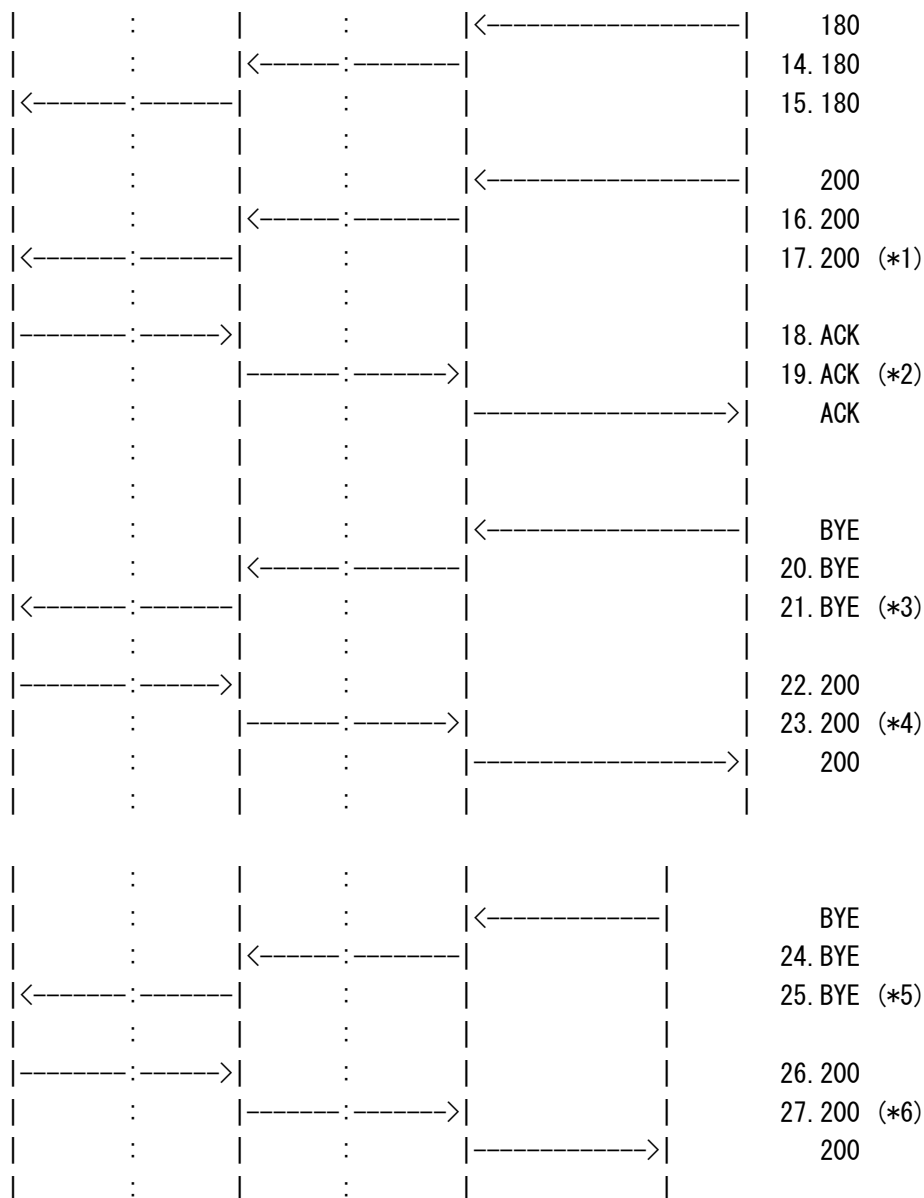 180
14. 180
15. 180
200
16. 200
17. 200 (*1)
18. ACK
19. ACK (*2)
ACK
BYE
20. BYE
21. BYE (*3)
22. 200
23. 200 (*4)
200
BYE
24. BYE
25. BYE (*5)
26. 200
27. 200 (*6)
200